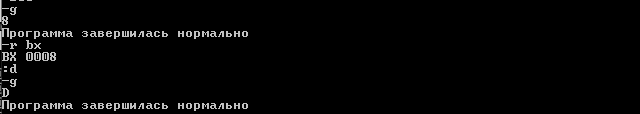 -g
8
Программа завершилась нормально
-r bx
BX 0008
:d
-g
D
Программа завершилась нормально